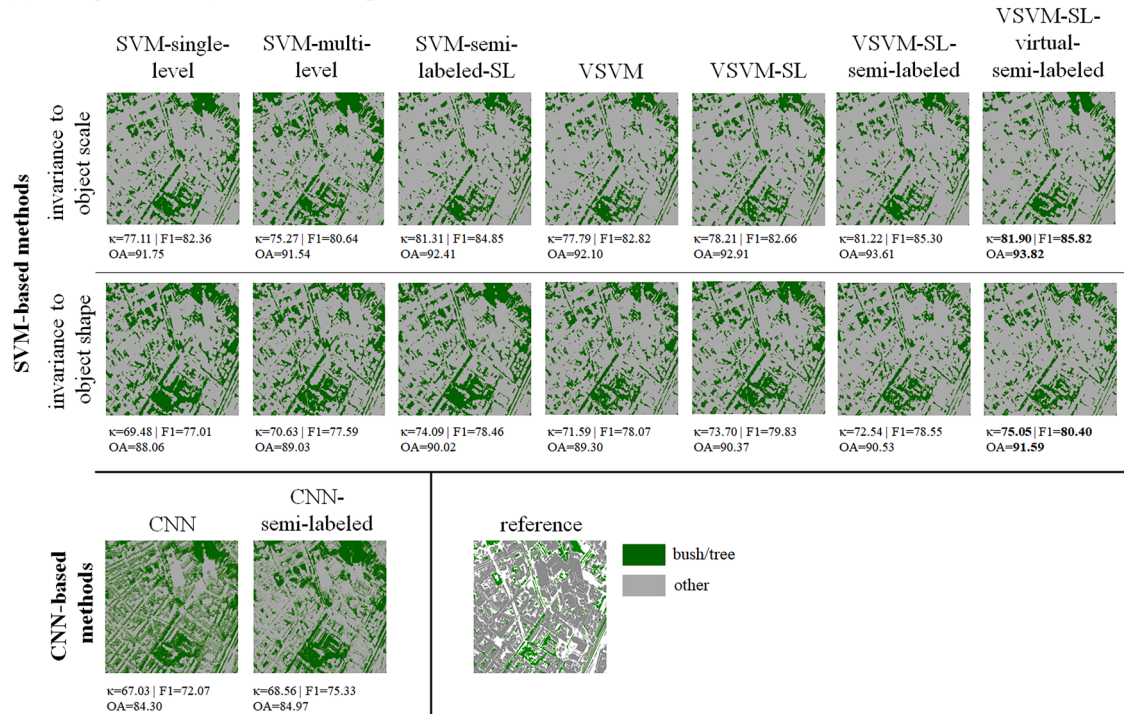 SVM-single-
level
SVM-multi-
level
SVM-semi-
labeled-SL
VSVM
VSVM-SL
VSVM-SL-
semi-labeled
VSVM-SL-
virtual-
semi-labeled
SVM-based methods
invariance to
object scale
κ=77.11 | F1=82.36
OA=91.75
κ=75.27 | F1=80.64
OA=91.54
κ=81.31 | F1=84.85
OA=92.41
κ=77.79 | F1=82.82
OA=92.10
κ=78.21 | F1=82.66
OA=92.91
κ=81.22 | F1=85.30
OA=93.61
κ=81.90 | F1=85.82
OA=93.82
invariance to
object shape
κ=69.48 | F1=77.01
OA=88.06
κ=70.63 | F1=77.59
OA=89.03
κ=74.09 | F1=78.46
OA=90.02
κ=71.59 | F1=78.07
OA=89.30
κ=73.70 | F1=79.83
OA=90.37
κ=72.54 | F1=78.55
OA=90.53
κ=75.05 | F1=80.40
OA=91.59
CNN-based
methods
CNN
CNN-
semi-labeled
κ=67.03 | F1=72.07
OA=84.30
κ=68.56 | F1=75.33
OA=84.97
reference
bush/tree
other